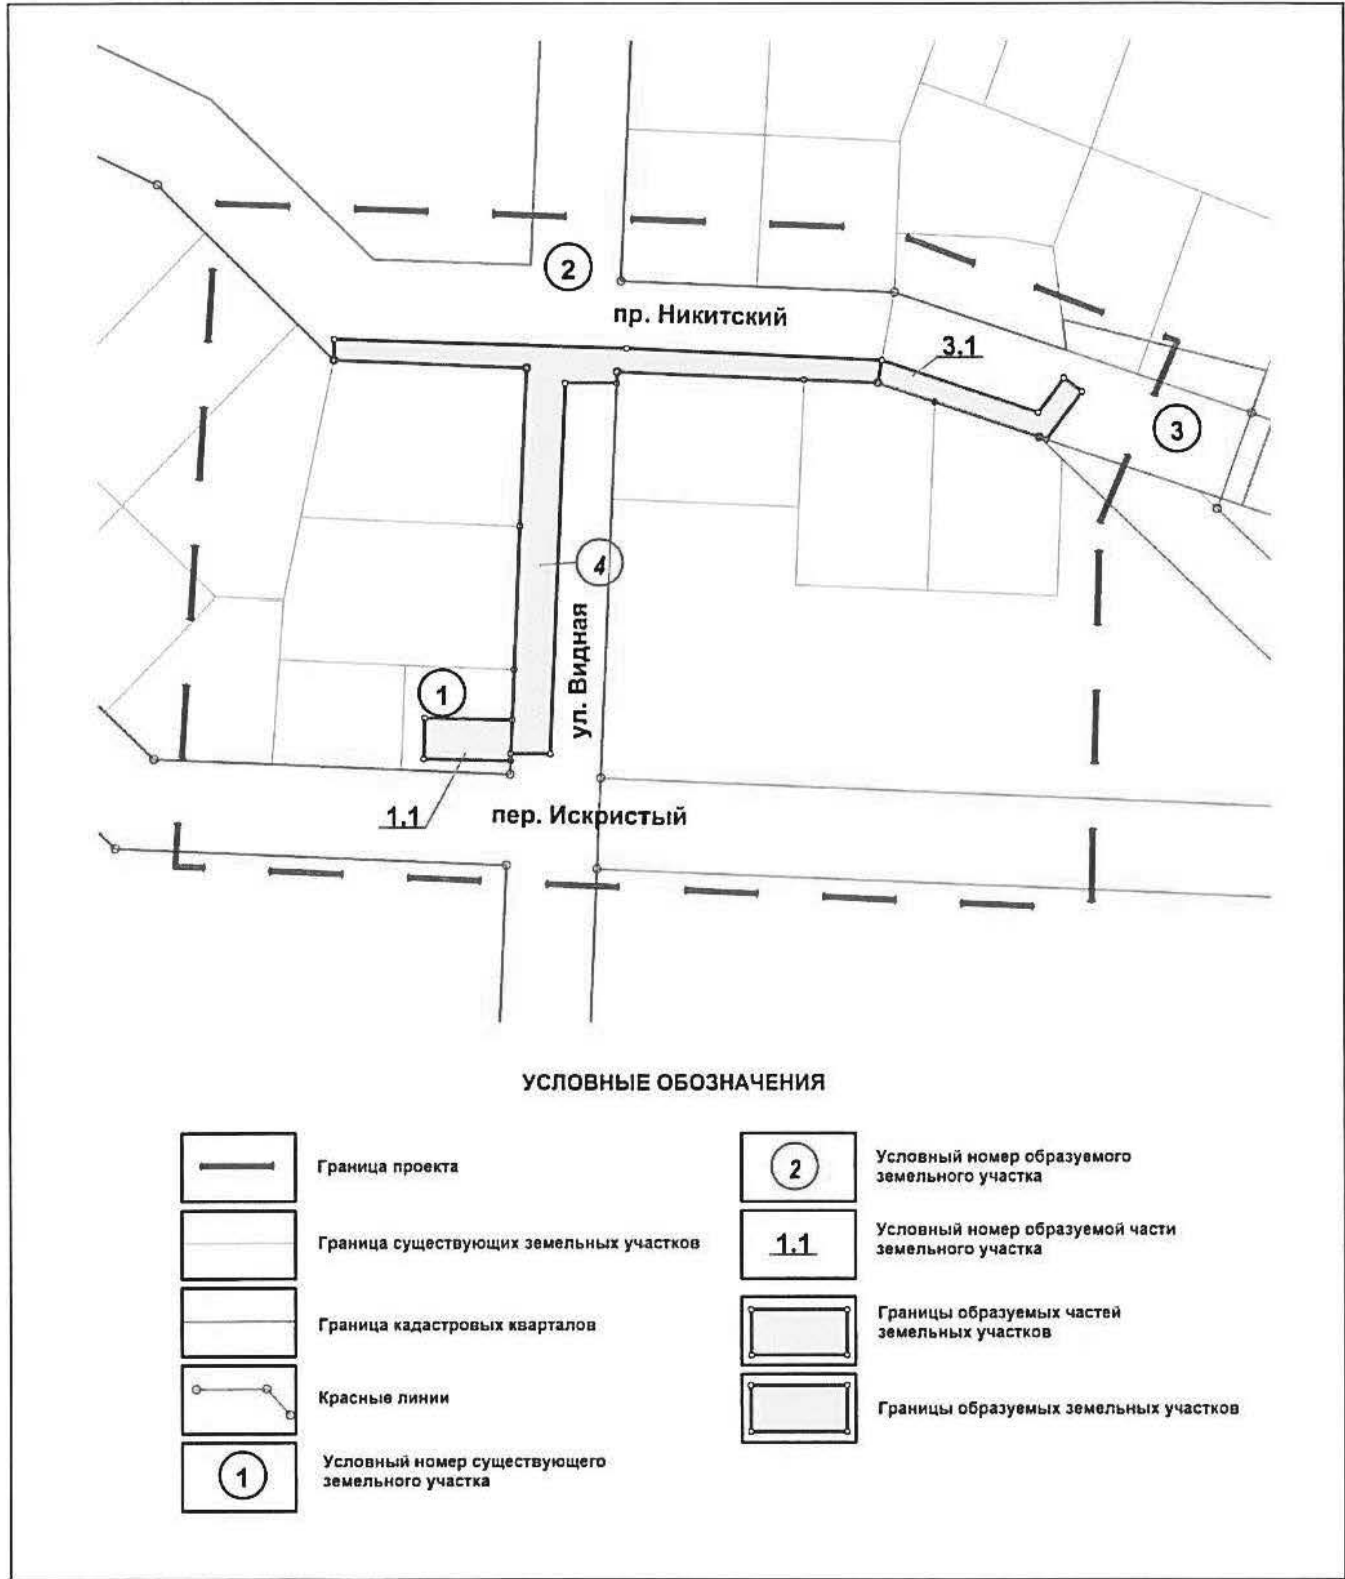 2
пр. Никитский
3.1
3
4
ул. Видная
1
1.1
пер. Искристый
УСЛОВНЫЕ ОБОЗНАЧЕНИЯ
Граница проекта
Граница существующих земельных участков
Граница кадастровых кварталов
Красные линии
1
Условный номер существующего
земельного участка
2
Условный номер образуемого
земельного участка
1.1
Условный номер образуемой части
земельного участка
Границы образуемых частей
земельных участков
Границы образуемых земельных участков